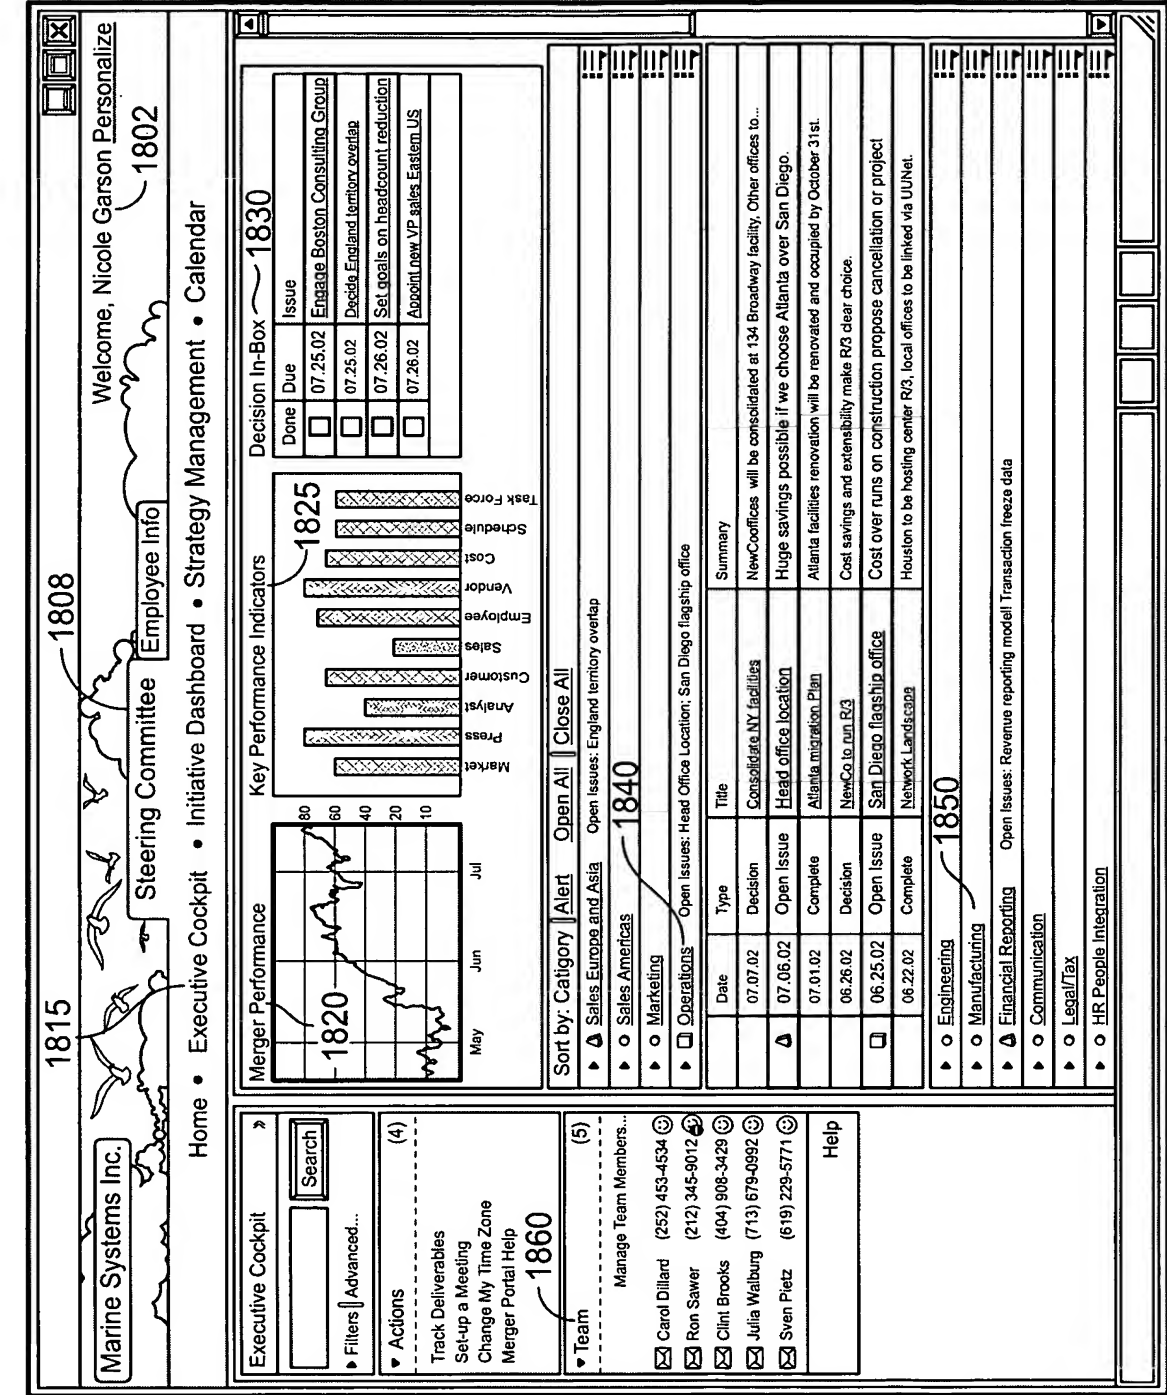 1815
1808
Marine Systems Inc.
Steering Committee
Employee Info
Welcome, Nicole Garson Personalize
1802
Home • Executive Cockpit • Initiative Dashboard • Strategy Management • Calendar
Executive Cockpit »
Search
Filters || Advanced...
Actions (4)
Track Deliverables
Set-up a Meeting
Change My Time Zone
Merger Portal Help
1860
Team (5)
Manage Team Members...
Carol Dillard (252) 453-4534
Ron Sawer (212) 345-9012
Clint Brooks (404) 908-3429
Julia Walburg (713) 679-0992
Sven Pietz (619) 229-5771
Help
Merger Performance
1820
80
60
40
20
10
May Jun Jul
Key Performance Indicators
1825
Market
Press
Analyst
Customer
Sales
Employee
Vendor
Cost
Schedule
Task Force
Decision In-Box 1830
Done Due Issue
07.25.02 Engage Boston Consulting Group
07.25.02 Decide England territory overlap
07.26.02 Set goals on headcount reduction
07.26.02 Appoint new VP sales Eastern US
Sort by: Catigory || Alert Open All || Close All
Sales Europe and Asia Open Issues: England territory overlap
Sales Americas
1840
Marketing
Operations Open Issues: Head Office Location; San Diego flagship office
Date Type Title Summary
07.07.02 Decision Consolidate NY facilities NewCooffices will be consolidated at 134 Broadway facility, Other offices to...
07.06.02 Open Issue Head office location Huge savings possible if we choose Atlanta over San Diego.
07.01.02 Complete Atlanta migration Plan Atlanta facilities renovation will be renovated and occupied by October 31st.
06.26.02 Decision NewCo to run R/3 Cost savings and extensibility make R/3 clear choice.
06.25.02 Open Issue San Diego flagship office Cost over runs on construction propose cancellation or project
06.22.02 Complete Network Landscape Houston to be hosting center R/3, local offices to be linked via UUNet.
Engineering
1850
Manufacturing
Financial Reporting Open Issues: Revenue reporting model! Transaction freeze data
Communication
Legal/Tax
HR People Integration